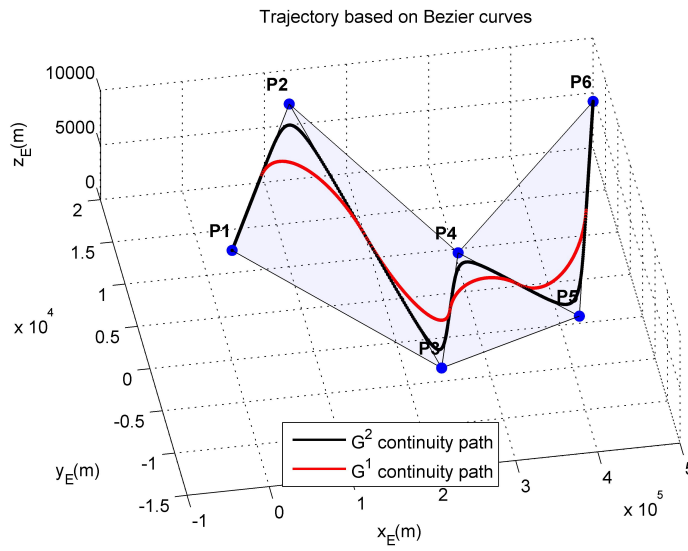 Trajectory based on Bezier curves
10000
5000
0
z_E(m)
2
1.5
1
0.5
0
-0.5
-1
-1.5
x 10^4
y_E(m)
-1
0
1
2
3
4
5
x 10^5
x_E(m)
P1
P2
P3
P4
P5
P6
G^2 continuity path
G^1 continuity path